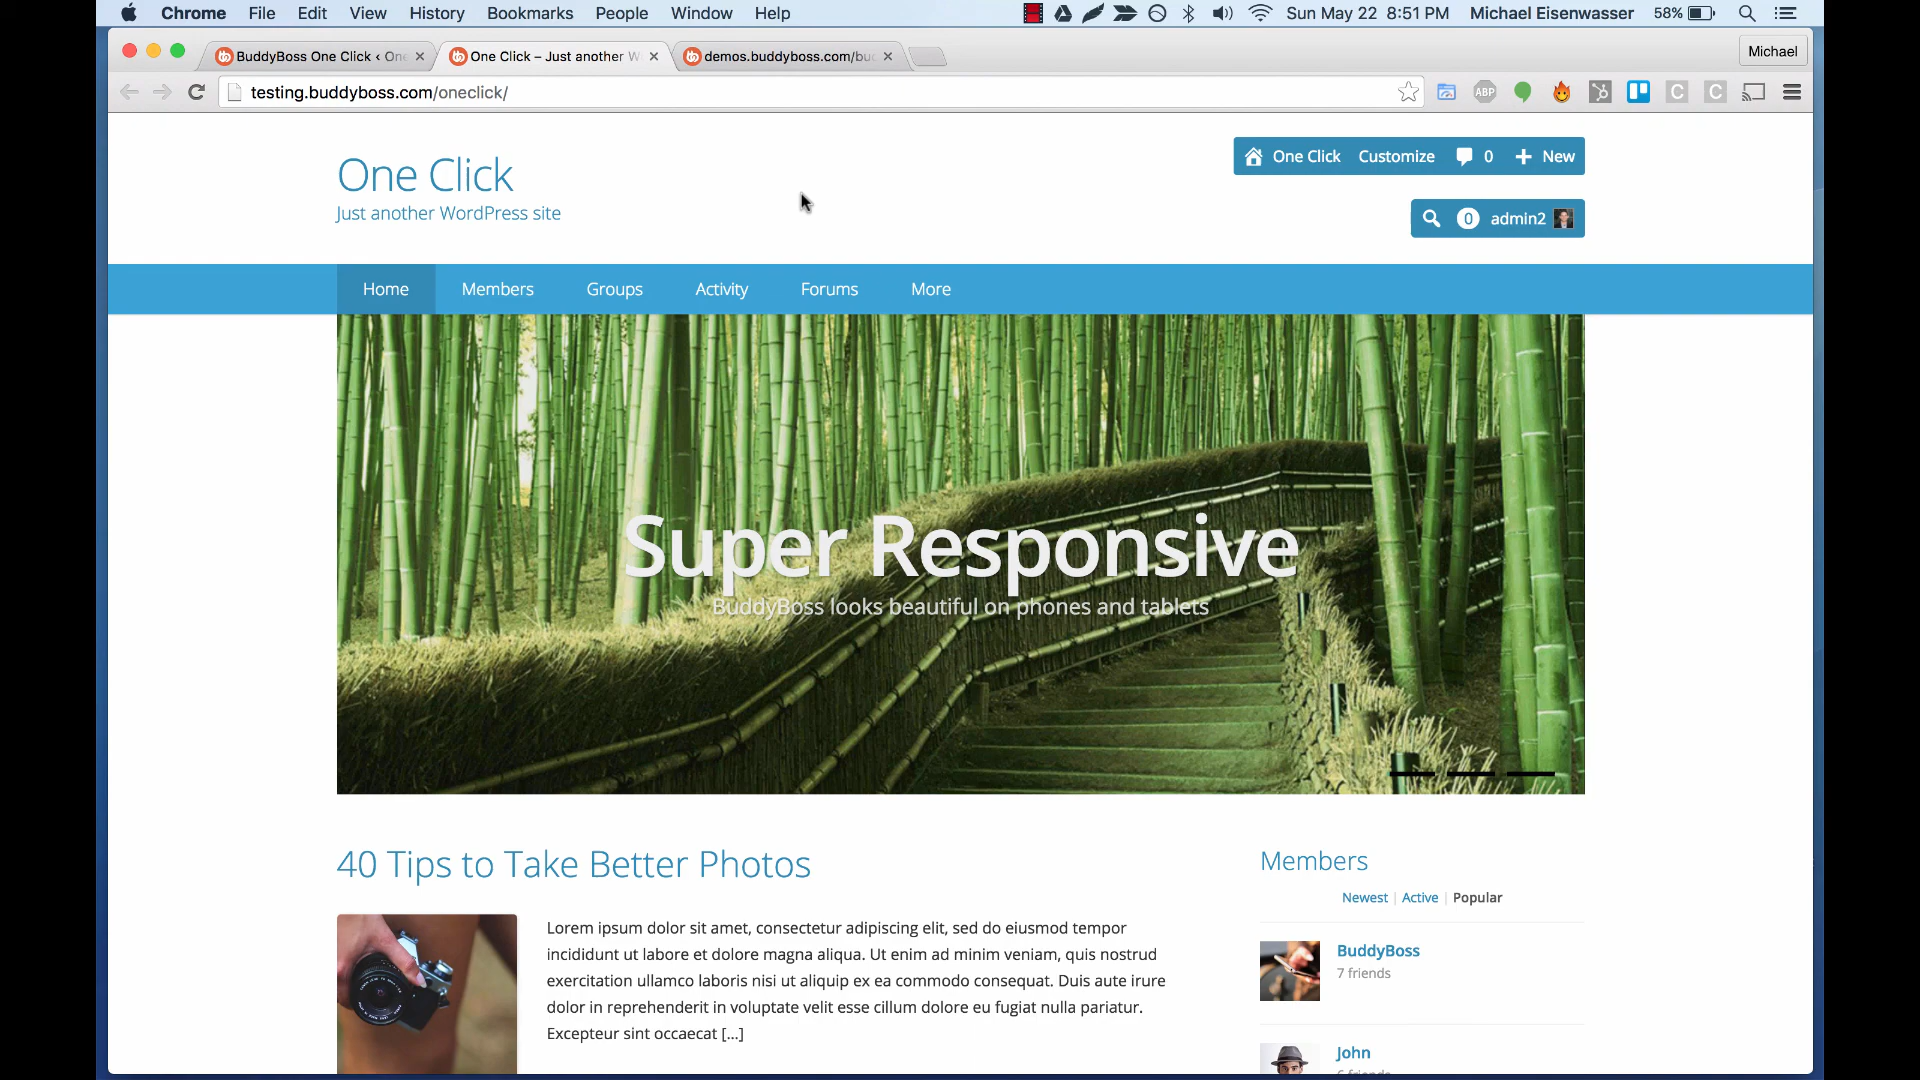 Chrome File Edit View History Bookmarks People Window Help Sun May 22 8:51 PM Michael Eisenwasser 58%
BuddyBoss One Click ‹ One
One Click – Just another W
demos.buddyboss.com/bud
Michael
testing.buddyboss.com/oneclick/
ABP
C
C
One Click
Just another WordPress site
One Click Customize 0 New
0 admin2
Home Members Groups Activity Forums More
Super Responsive
BuddyBoss looks beautiful on phones and tablets
40 Tips to Take Better Photos
Lorem ipsum dolor sit amet, consectetur adipiscing elit, sed do eiusmod tempor
incididunt ut labore et dolore magna aliqua. Ut enim ad minim veniam, quis nostrud
exercitation ullamco laboris nisi ut aliquip ex ea commodo consequat. Duis aute irure
dolor in reprehenderit in voluptate velit esse cillum dolore eu fugiat nulla pariatur.
Excepteur sint occaecat [...]
Members
Newest | Active | Popular
BuddyBoss
7 friends
John